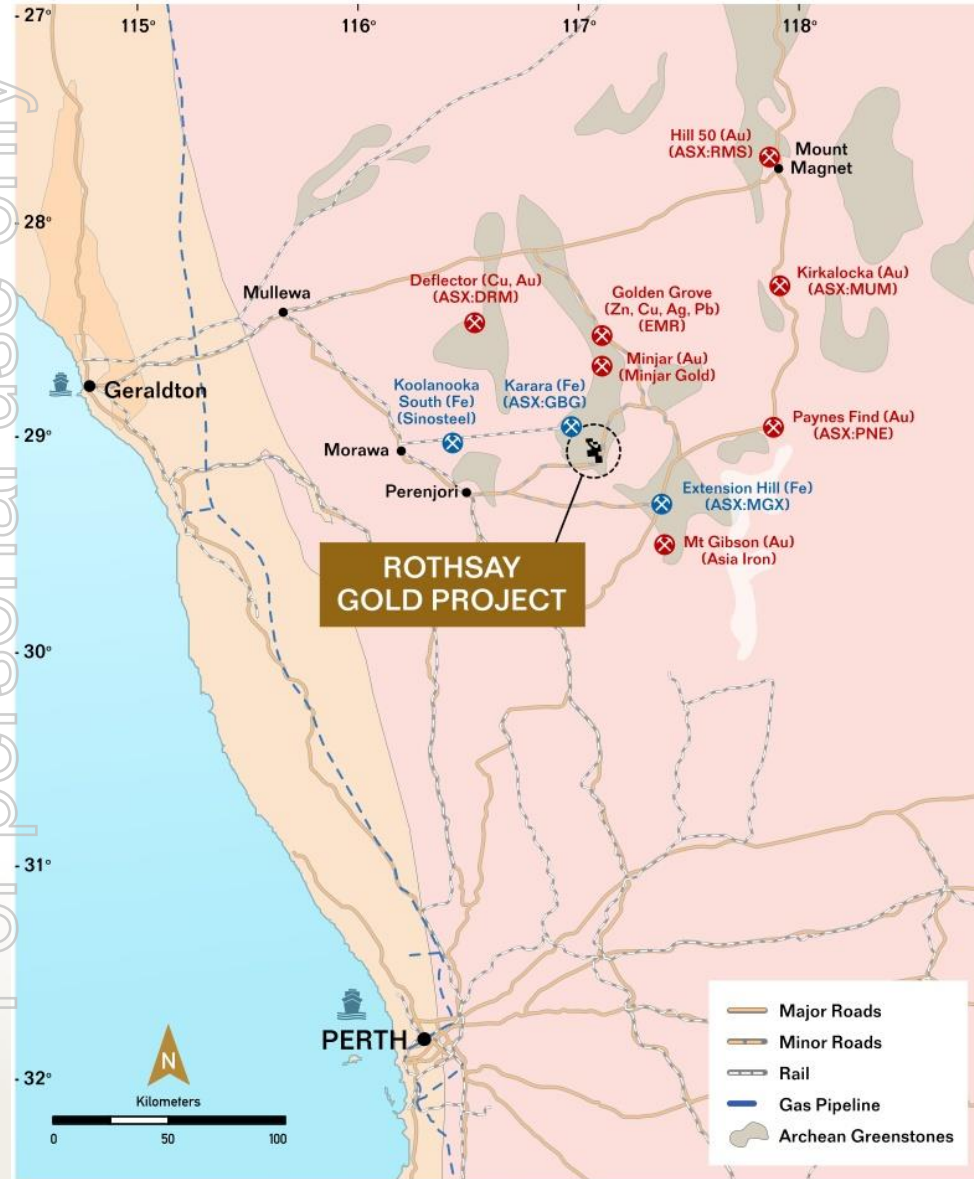 For personal use only
27°
115°
116°
117°
118°
Hill 50 (Au)
(ASX:RMS)
Mount
Magnet
28°
Kirkalocka (Au)
(ASX:MUM)
Deflector (Cu, Au)
(ASX:DRM)
Golden Grove
(Zn, Cu, Ag, Pb)
(EMR)
Mullewa
Minjar (Au)
(Minjar Gold)
Geraldton
Koolanooka
South (Fe)
(Sinosteel)
Karara (Fe)
(ASX:GBG)
Paynes Find (Au)
(ASX:PNE)
29°
Morawa
Perenjori
Extension Hill (Fe)
(ASX:MGX)
Mt Gibson (Au)
(Asia Iron)
ROTHSAY
GOLD PROJECT
30°
31°
PERTH
32°
N
Kilometers
0
50
100
Major Roads
Minor Roads
Rail
Gas Pipeline
Archean Greenstones